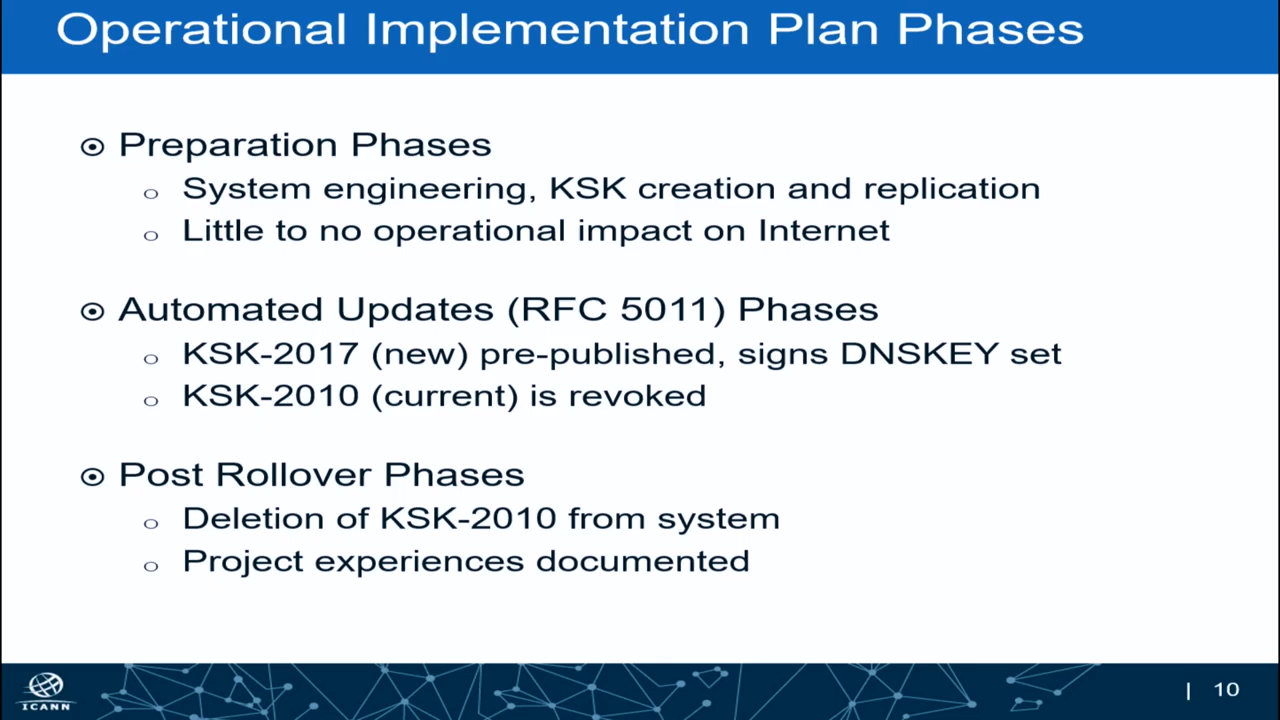 Operational Implementation Plan Phases
Preparation Phases
System engineering, KSK creation and replication
Little to no operational impact on Internet
Automated Updates (RFC 5011) Phases
KSK-2017 (new) pre-published, signs DNSKEY set
KSK-2010 (current) is revoked
Post Rollover Phases
Deletion of KSK-2010 from system
Project experiences documented
ICANN
| 10